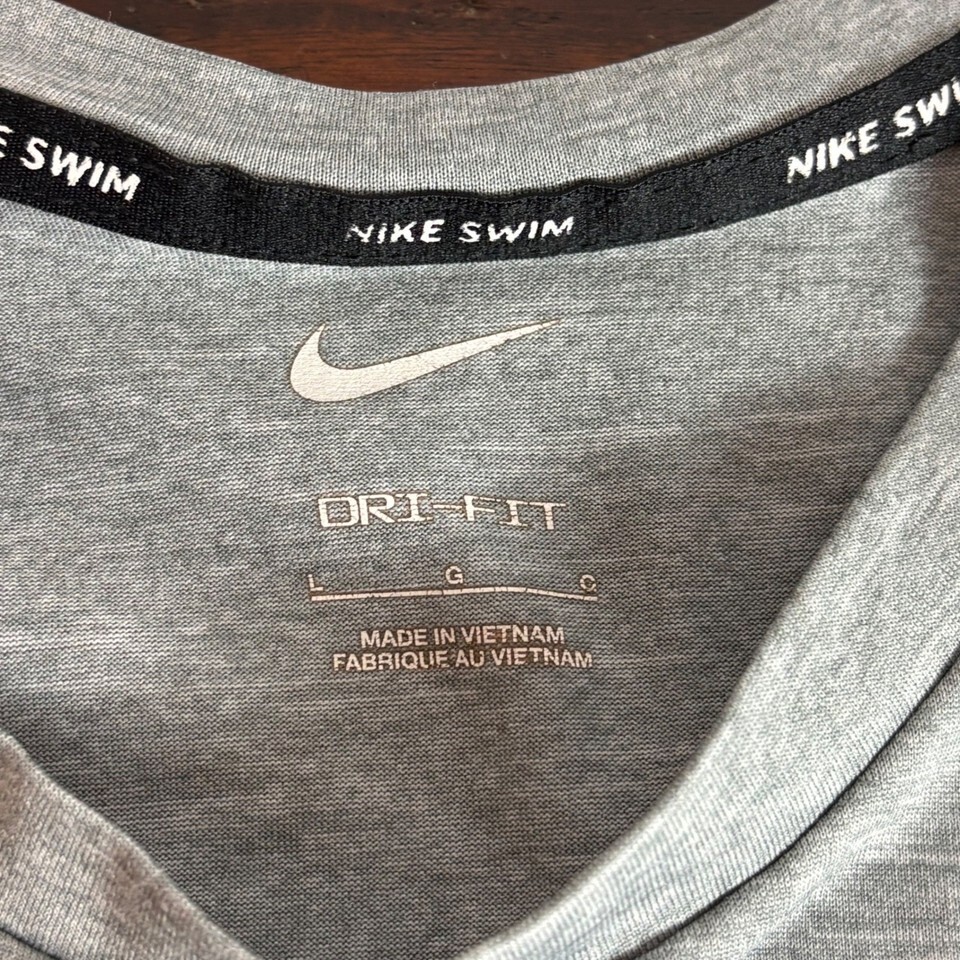 E SWIM
NIKE SWIM
NIKE SW
DRI-FIT
L G G
MADE IN VIETNAM
FABRIQUE AU VIETNAM